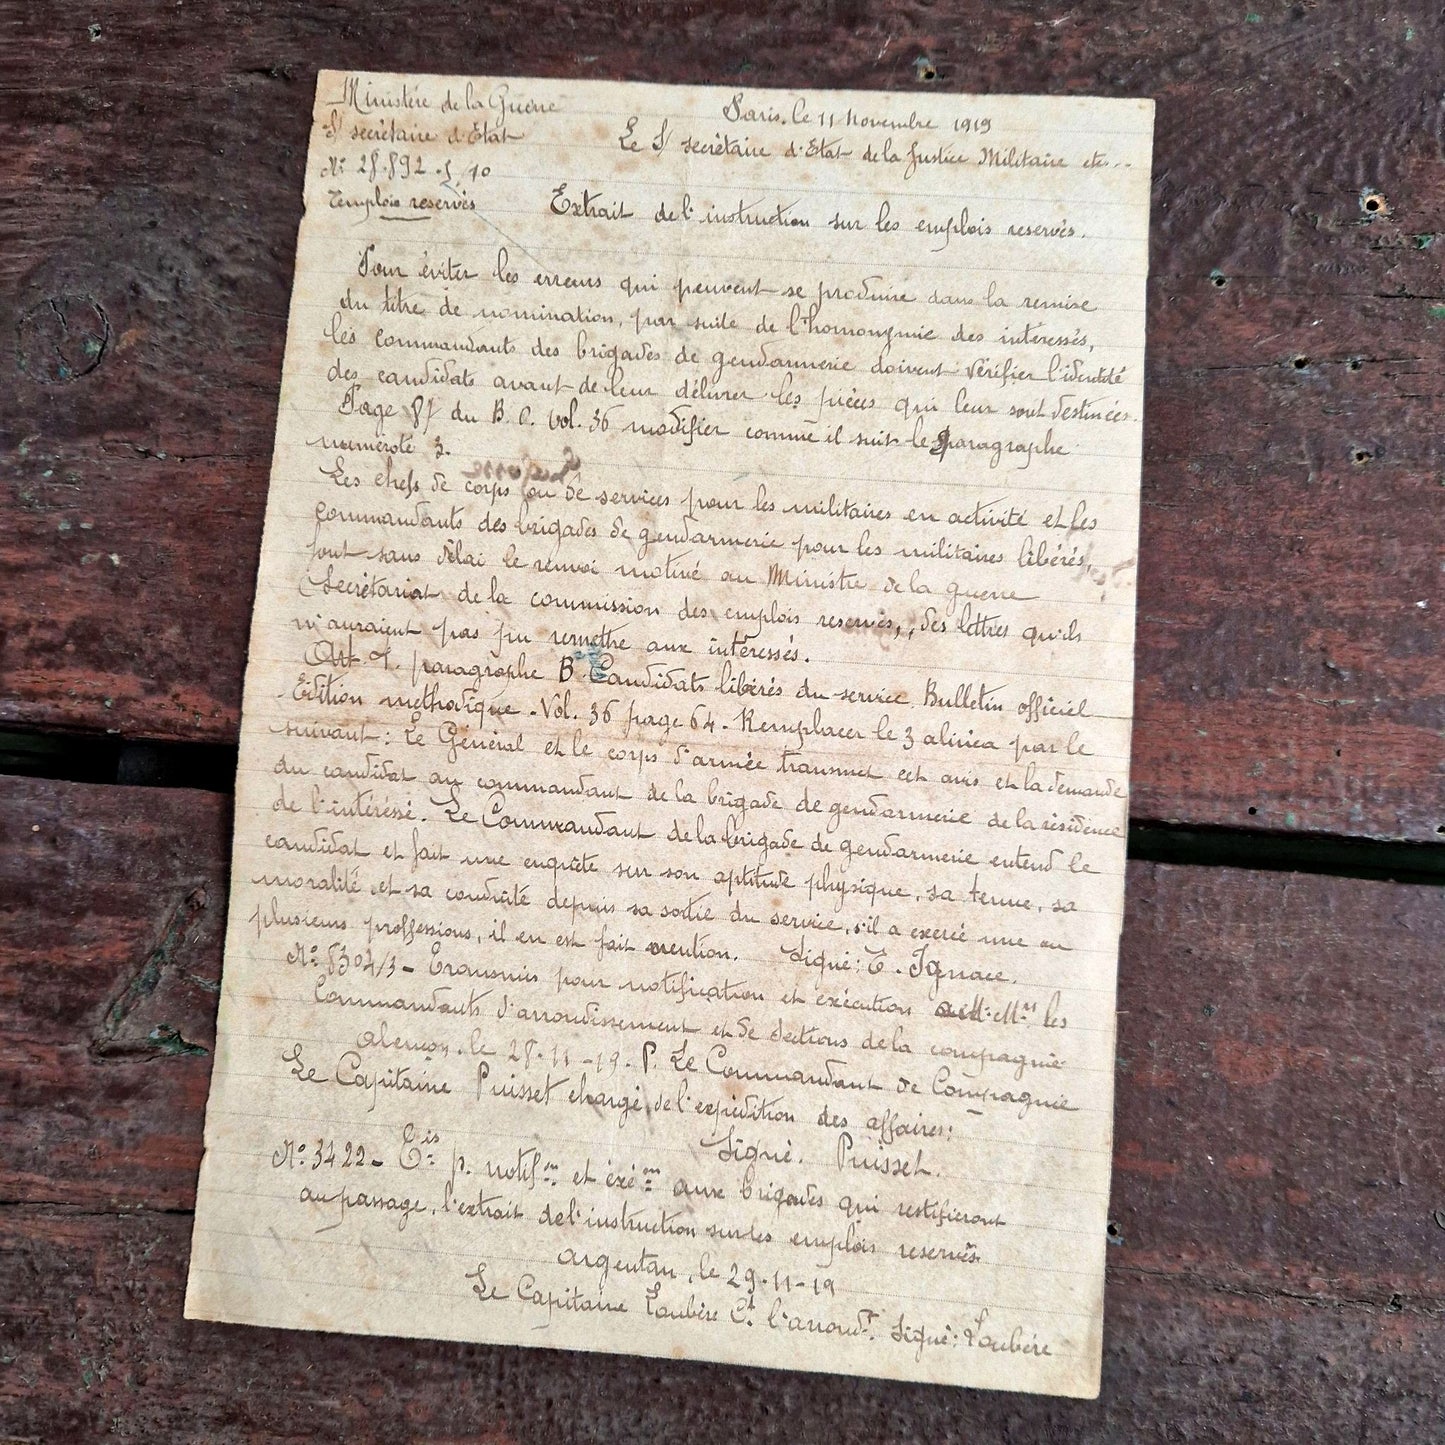 Ministère de la Guerre
Paris. le 11 Novembre 1919
S/ secrétaire d'Etat
Le S/ secrétaire d'Etat de la Justice Militaire etc...
N: 28.892
Emplois reservés
Extrait de l'instruction sur les emplois reservés.
Pour éviter les erreurs qui peuvent se produire dans la remise
du titre de nomination, par suite de l'homonymie des interessés,
les commandants des brigades de gendarmerie doivent vérifier l'identité
des candidats avant de leur délivrer les pièces qui leur sont destinées.
Page 87 du B.O. vol. 36 modifier comme il suit le paragraphe
numéroté 3.
Les chefs de corps ou de services pour les militaires en activité et les
commandants des brigades de gendarmerie pour les militaires libérés,
font sans délai le renvoi motivé au Ministre de la guerre
(Secrétariat de la commission des emplois reservés, des lettres qu'ils
n'auraient pas pu remettre aux intéressés.
Art. 7. paragraphe B Candidats libérés du service Bulletin officiel
Edition méthodique. Vol. 36 page 64. Remplacer le 3 alinéa par le
suivant: Le Général et le corps d'armée transmet cet avis et la demande
du candidat au commandant de la brigade de gendarmerie de la résidence
de l'intéréssé. Le Commandant de la brigade de gendarmerie entend le
candidat et fait une enquête sur son aptitude physique, sa tenue, sa
moralité et sa conduite depuis sa sortie du service, s'il a exercé une ou
plusieurs proffessions, il en est fait mention. Signé: E. Ignace.
N: 8304/3 - Transmis pour notification et exécution à M.M.rs les
Commandants d'arrondissement et de sections de la compagnie
Alençon. le 28-11-19. P. Le Commandant de Compagnie
Le Capitaine Puisset chargé de l'expédition des affaires:
Signé. Puisset.
N: 3422 - T:is p. notif:on et éxé:on aux brigades qui restifieront
au passage, l'extrait de l'instruction sur les emplois reservés
Argentan, le 29-11-19
Le Capitaine Loubère Ct. l'arrondt. Signé: Loubère